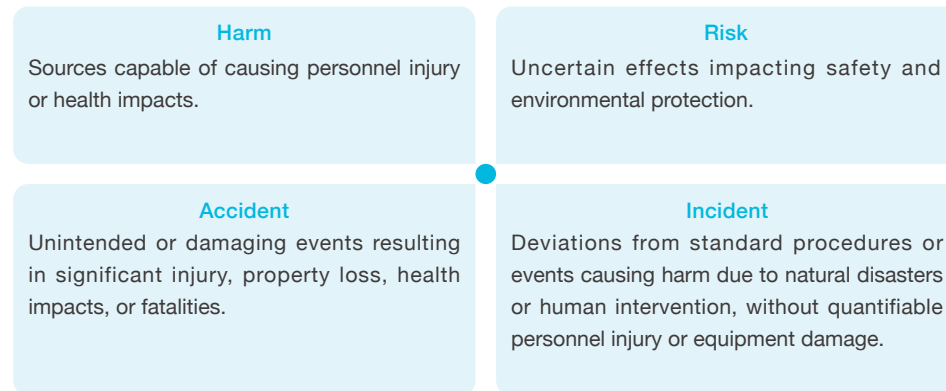 Harm
Sources capable of causing personnel injury
or health impacts.
Risk
Uncertain effects impacting safety and
environmental protection.
Accident
Unintended or damaging events resulting
in significant injury, property loss, health
impacts, or fatalities.
Incident
Deviations from standard procedures or
events causing harm due to natural disasters
or human intervention, without quantifiable
personnel injury or equipment damage.